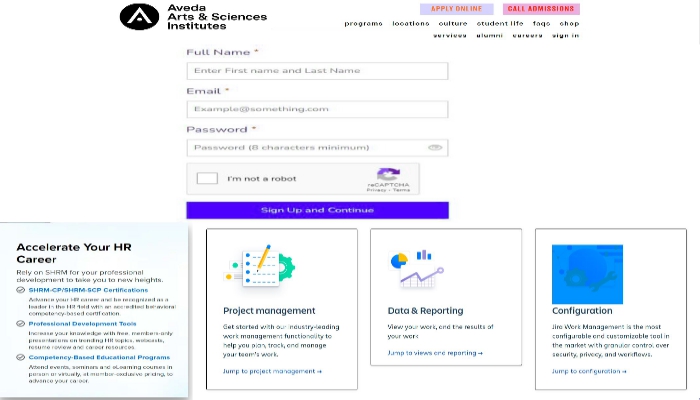 Aveda
Arts & Sciences
Institutes
APPLY ONLINE
CALL ADMISSIONS
programs locations culture student life faqs shop
services alumni careers sign in
Full Name *
Enter First name and Last Name
Email *
Example@something.com
Password *
Password (8 characters minimum)
I'm not a robot
reCAPTCHA
Privacy - Terms
Sign Up and Continue
Accelerate Your HR
Career
Rely on SHRM for your professional
development to take you to new heights.
SHRM-CP/SHRM-SCP Certifications
Advance your HR career and be recognized as a
leader in the HR field with an accredited behavioral
competency-based certification.
Professional Development Tools
Increase your knowledge with free, members-only
presentations on trending HR topics, webcasts,
resume review and career resources.
Competency-Based Educational Programs
Attend events, seminars and eLearning courses in
person or virtually, at member-exclusive pricing, to
advance your career.
Project management
Get started with our industry-leading
work management functionality to
help you plan, track, and manage
your team's work.
Jump to project management →
Data & Reporting
View your work, and the results of
your work
Jump to views and reporting →
Configuration
Jira Work Management is the most
configurable and customizable tool in
the market with granular control over
security, privacy, and workflows.
Jump to configuration →